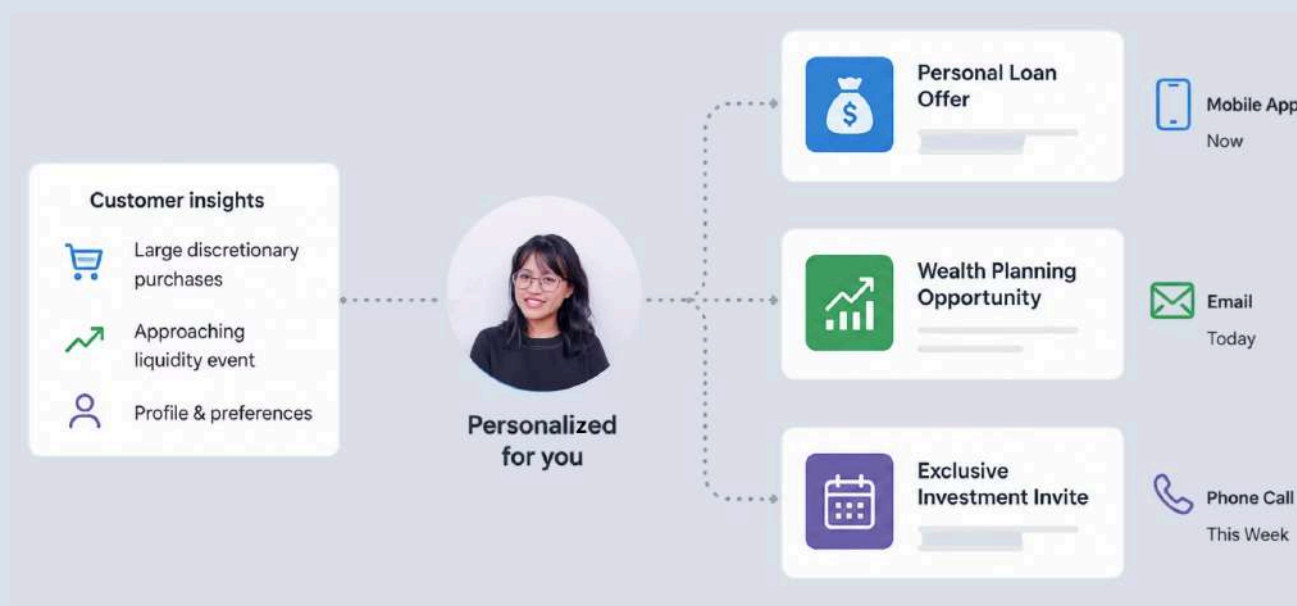 Customer insights
Large discretionary
purchases
Approaching
liquidity event
Profile & preferences
Personalized
for you
Personal Loan
Offer
$
Mobile App
Now
Wealth Planning
Opportunity
Email
Today
Exclusive
Investment Invite
Phone Call
This Week